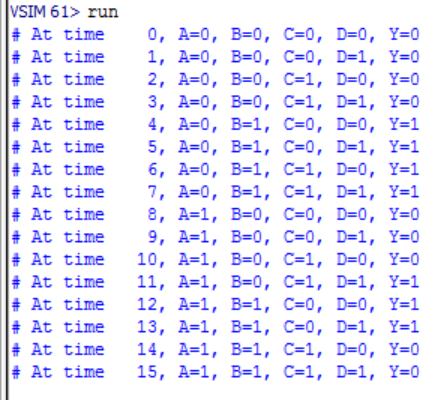 VSIM 61> run
# At time 0, A=0, B=0, C=0, D=0, Y=0
# At time 1, A=0, B=0, C=0, D=1, Y=0
# At time 2, A=0, B=0, C=1, D=0, Y=0
# At time 3, A=0, B=0, C=1, D=1, Y=0
# At time 4, A=0, B=1, C=0, D=0, Y=1
# At time 5, A=0, B=1, C=0, D=1, Y=1
# At time 6, A=0, B=1, C=1, D=0, Y=1
# At time 7, A=0, B=1, C=1, D=1, Y=1
# At time 8, A=1, B=0, C=0, D=0, Y=0
# At time 9, A=1, B=0, C=0, D=1, Y=0
# At time 10, A=1, B=0, C=1, D=0, Y=0
# At time 11, A=1, B=0, C=1, D=1, Y=1
# At time 12, A=1, B=1, C=0, D=0, Y=1
# At time 13, A=1, B=1, C=0, D=1, Y=1
# At time 14, A=1, B=1, C=1, D=0, Y=0
# At time 15, A=1, B=1, C=1, D=1, Y=0